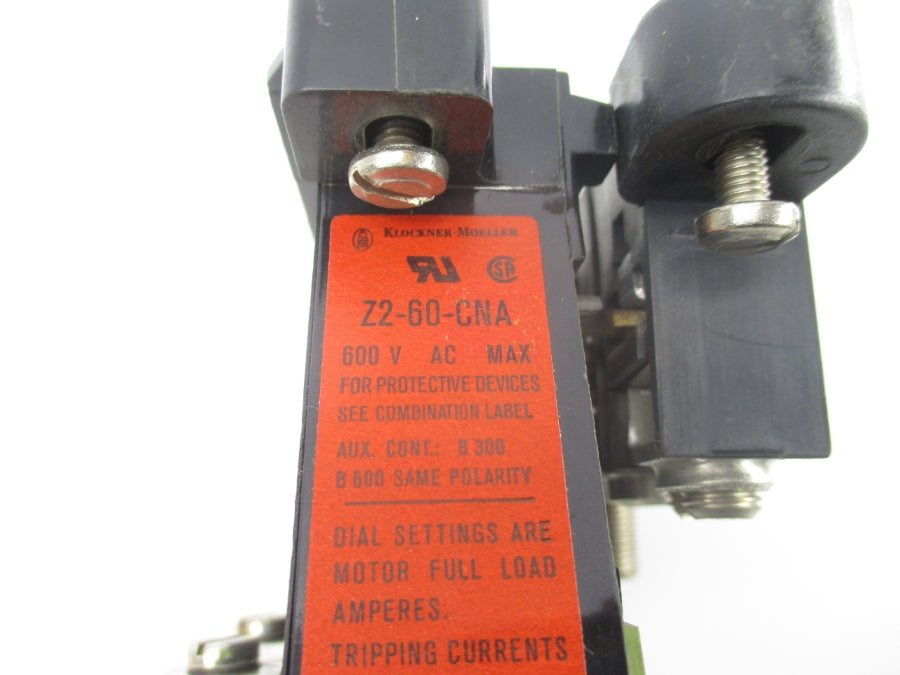 KLOCKNER-MOELLER
Z2-60-CNA
600 V AC MAX
FOR PROTECTIVE DEVICES
SEE COMBINATION LABEL
AUX. CONT.: B 300
B 600 SAME POLARITY
DIAL SETTINGS ARE
MOTOR FULL LOAD
AMPERES.
TRIPPING CURRENTS